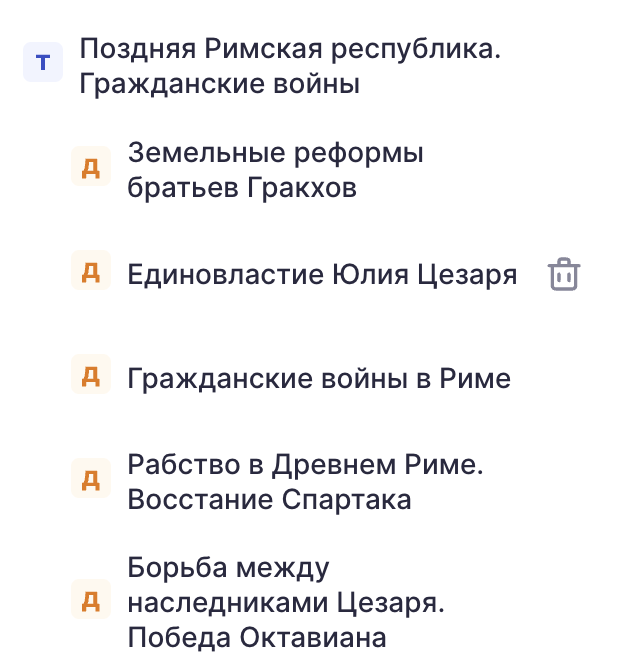 Т
Поздняя Римская республика.
Гражданские войны
Д
Земельные реформы
братьев Гракхов
Д
Единовластие Юлия Цезаря
Д
Гражданские войны в Риме
Д
Рабство в Древнем Риме.
Восстание Спартака
Д
Борьба между
наследниками Цезаря.
Победа Октавиана